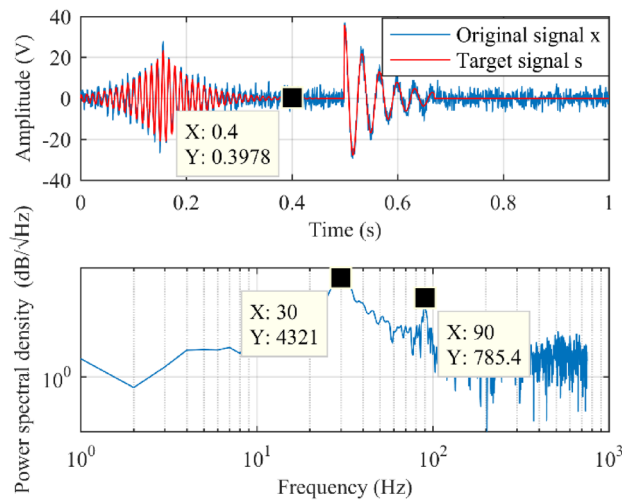 40
20
0
-20
-40
Amplitude (V)
Original signal x
Target signal s
X: 0.4
Y: 0.3978
0 0.2 0.4 0.6 0.8 1
Time (s)
Power spectral density (dB/√Hz)
10^0
X: 30
Y: 4321
X: 90
Y: 785.4
10^0 10^1 10^2 10^3
Frequency (Hz)